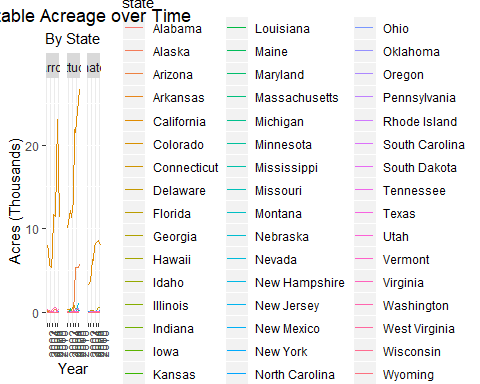 table Acreage over Time
By State
state
Alabama
Alaska
Arizona
Arkansas
California
Colorado
Connecticut
Delaware
Florida
Georgia
Hawaii
Idaho
Illinois
Indiana
Iowa
Kansas
Louisiana
Maine
Maryland
Massachusetts
Michigan
Minnesota
Mississippi
Missouri
Montana
Nebraska
Nevada
New Hampshire
New Jersey
New Mexico
New York
North Carolina
Ohio
Oklahoma
Oregon
Pennsylvania
Rhode Island
South Carolina
South Dakota
Tennessee
Texas
Utah
Vermont
Virginia
Washington
West Virginia
Wisconsin
Wyoming
arro
ttuc
nato
Acres (Thousands)
20
10
0
Year